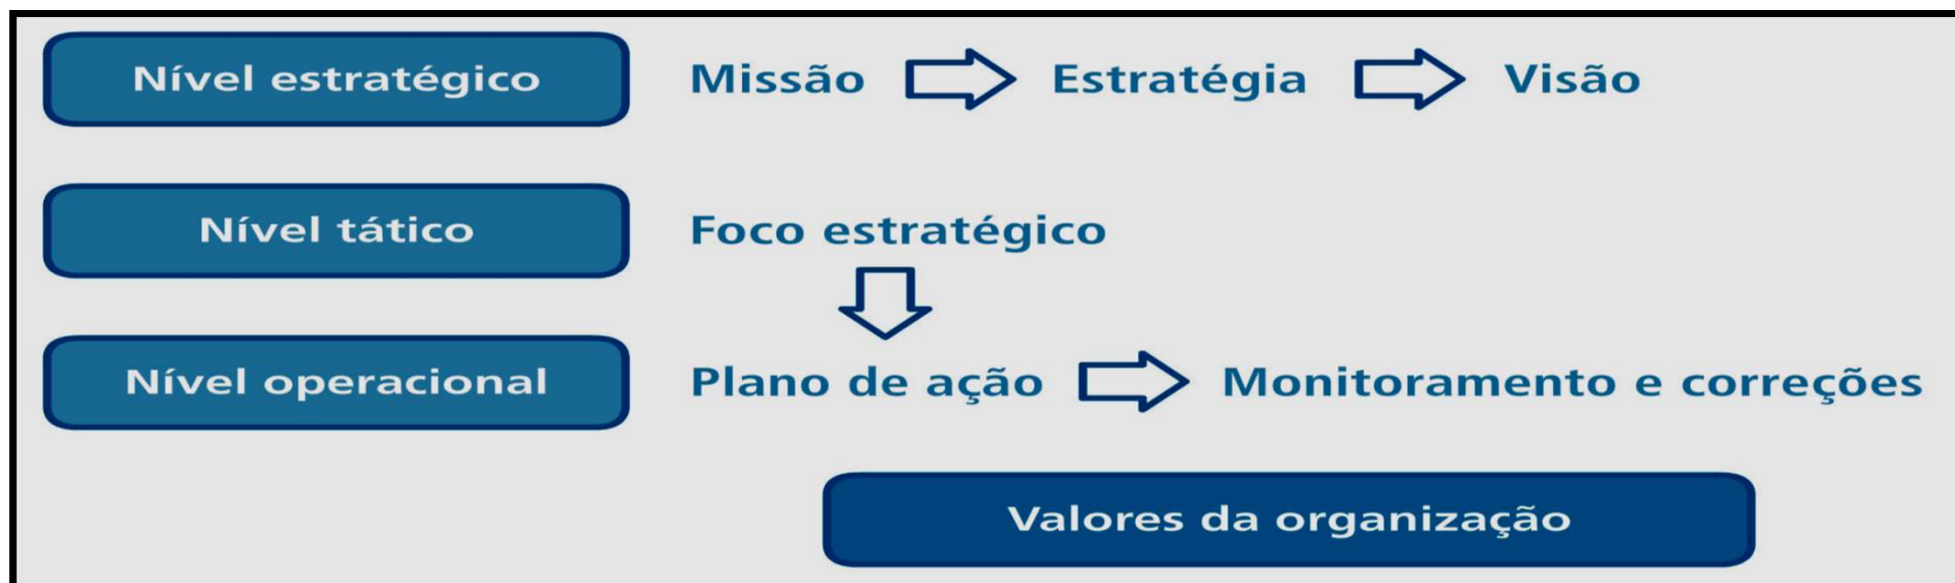 Nível estratégico Missão Estratégia Visão
Nível tático Foco estratégico
Nível operacional Plano de ação Monitoramento e correções
Valores da organização